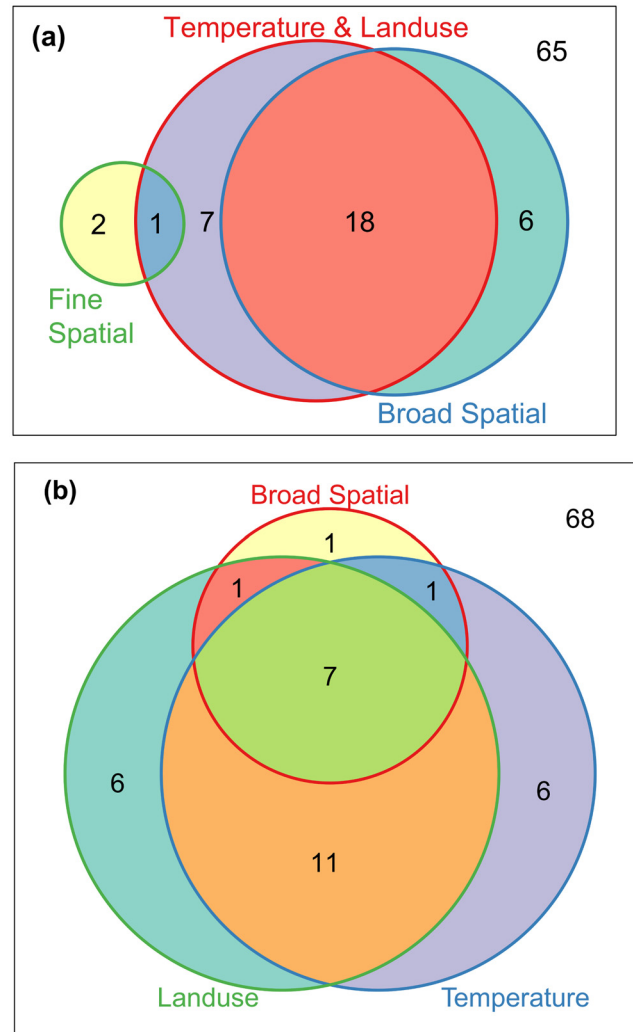 (a)
Temperature & Landuse
65
2
1
7
18
6
Fine
Spatial
Broad Spatial
(b)
Broad Spatial
68
1
1
1
7
6
6
11
Landuse
Temperature